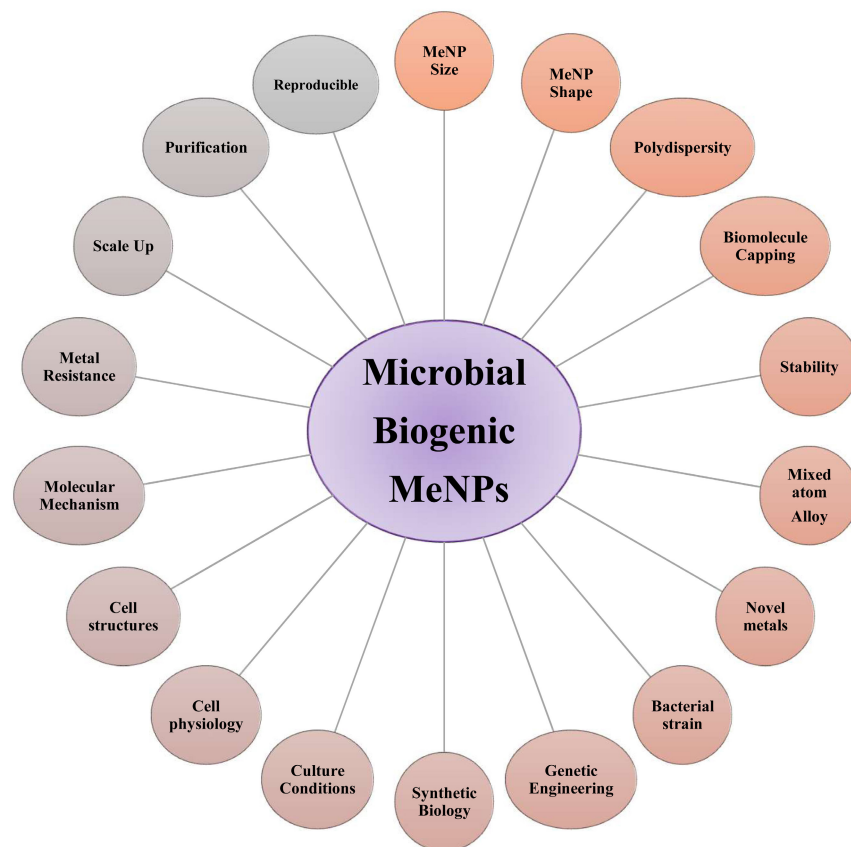 MeNP
Size
MeNP
Shape
Polydispersity
Biomolecule
Capping
Stability
Mixed
atom
Alloy
Novel
metals
Bacterial
strain
Genetic
Engineering
Synthetic
Biology
Culture
Conditions
Cell
physiology
Cell
structures
Molecular
Mechanism
Metal
Resistance
Scale Up
Purification
Reproducible
Microbial
Biogenic
MeNPs